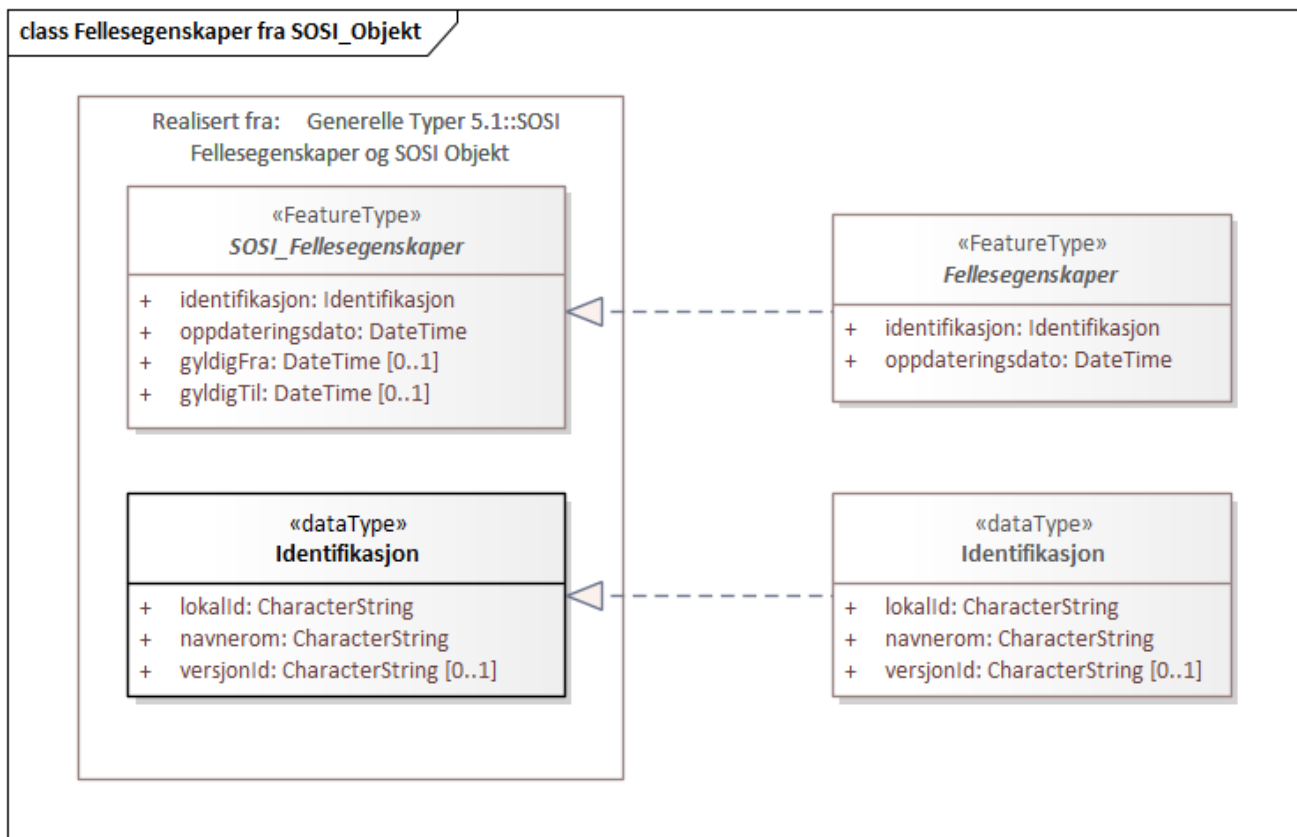 class Fellesegenskaper fra SOSI_Objekt
Realisert fra: Generelle Typer 5.1::SOSI
Fellesegenskaper og SOSI Objekt
«FeatureType»
SOSI_Fellesegenskaper
+ identifikasjon: Identifikasjon
+ oppdateringsdato: DateTime
+ gyldigFra: DateTime [0..1]
+ gyldigTil: DateTime [0..1]
«FeatureType»
Fellesegenskaper
+ identifikasjon: Identifikasjon
+ oppdateringsdato: DateTime
«dataType»
Identifikasjon
+ lokalId: CharacterString
+ navnerom: CharacterString
+ versjonId: CharacterString [0..1]
«dataType»
Identifikasjon
+ lokalId: CharacterString
+ navnerom: CharacterString
+ versjonId: CharacterString [0..1]